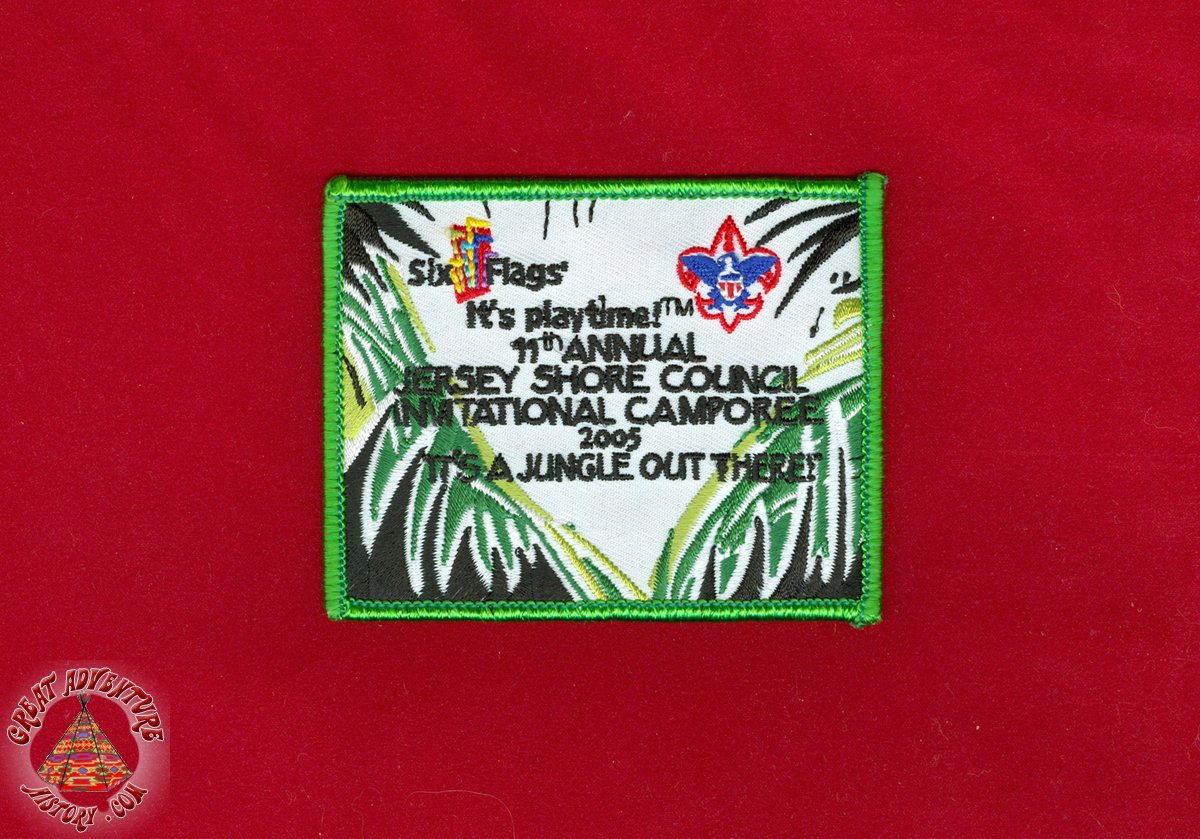 Six Flags
It's playtime!™
11th ANNUAL
JERSEY SHORE COUNCIL
INVITATIONAL CAMPOREE
2005
"IT'S A JUNGLE OUT THERE!"
GREAT ADVENTURE
HISTORY.COM